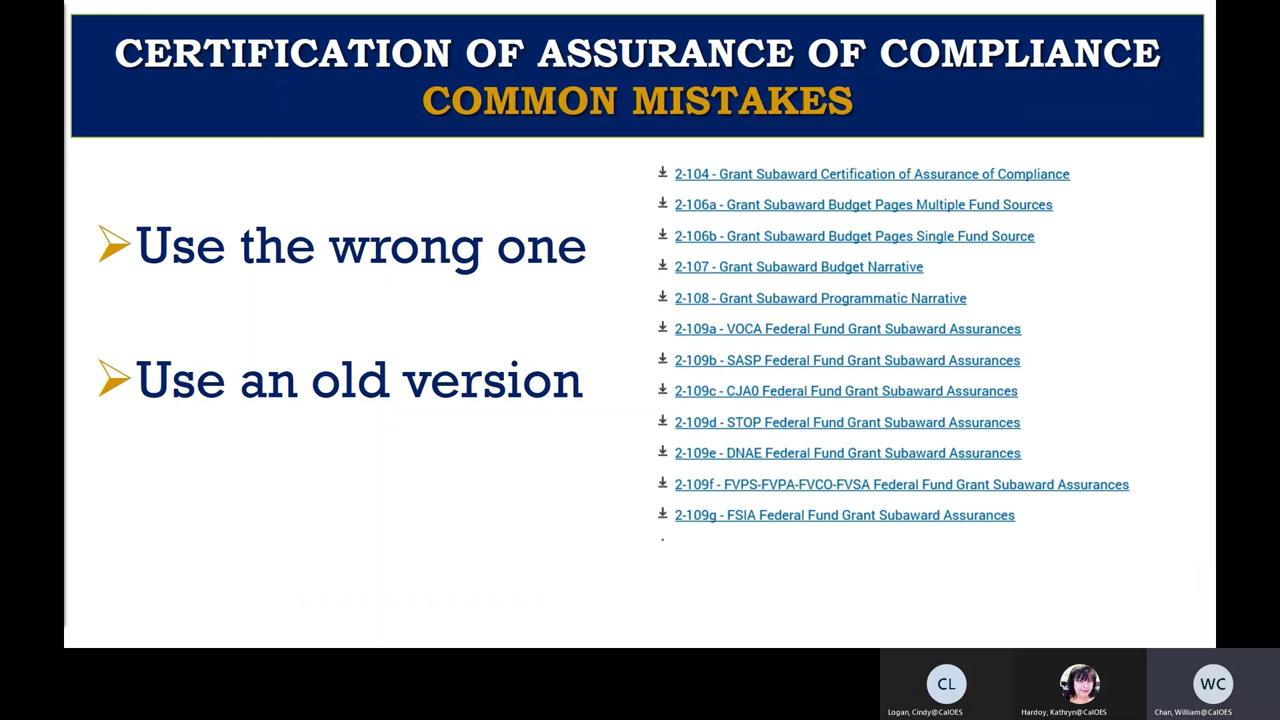 CERTIFICATION OF ASSURANCE OF COMPLIANCE
COMMON MISTAKES
Use the wrong one
Use an old version
2-104 - Grant Subaward Certification of Assurance of Compliance
2-106a - Grant Subaward Budget Pages Multiple Fund Sources
2-106b - Grant Subaward Budget Pages Single Fund Source
2-107 - Grant Subaward Budget Narrative
2-108 - Grant Subaward Programmatic Narrative
2-109a - VOCA Federal Fund Grant Subaward Assurances
2-109b - SASP Federal Fund Grant Subaward Assurances
2-109c - CJA0 Federal Fund Grant Subaward Assurances
2-109d - STOP Federal Fund Grant Subaward Assurances
2-109e - DNAE Federal Fund Grant Subaward Assurances
2-109f - FVPS-FVPA-FVCO-FVSA Federal Fund Grant Subaward Assurances
2-109g - FSIA Federal Fund Grant Subaward Assurances
CL
WC
Logan, Cindy@CalOES
Hardoy, Kathryn@CalOES
Chan, William@CalOES